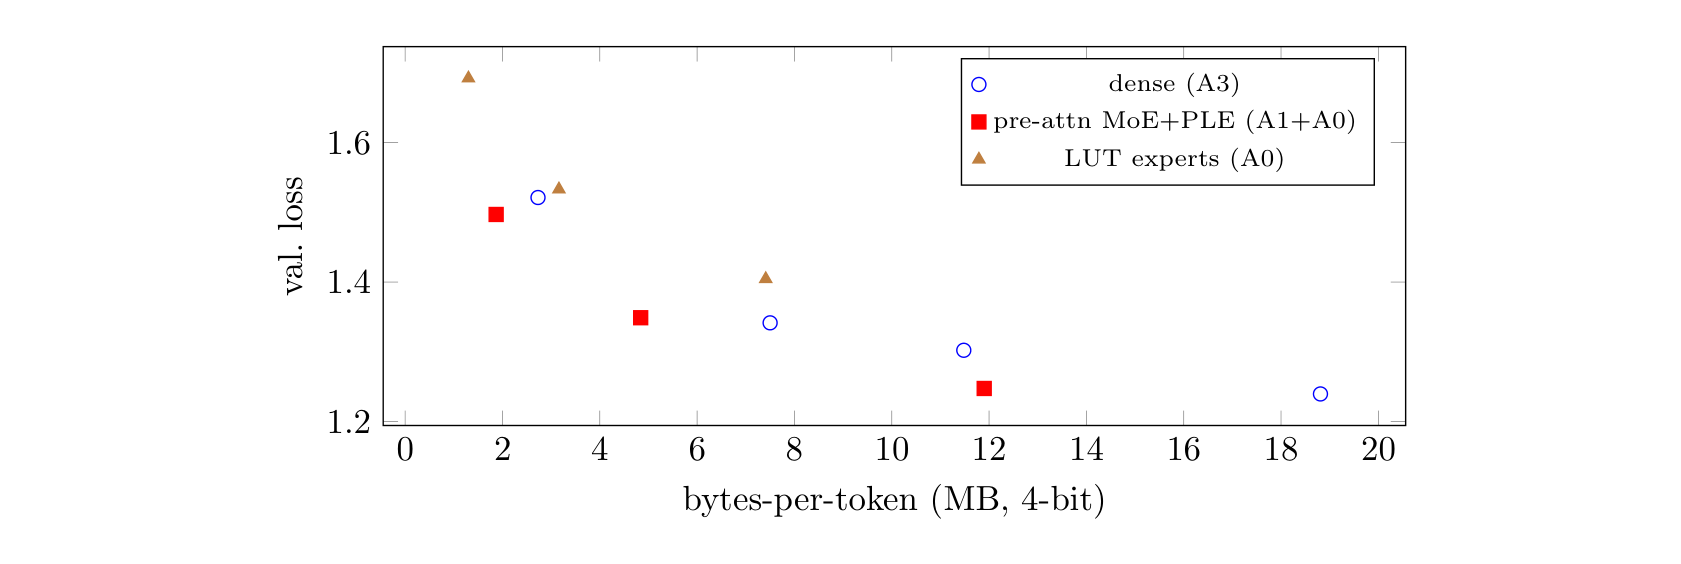 dense (A3)
pre-attn MoE+PLE (A1+A0)
LUT experts (A0)
1.6
1.4
1.2
val. loss
0 2 4 6 8 10 12 14 16 18 20
bytes-per-token (MB, 4-bit)